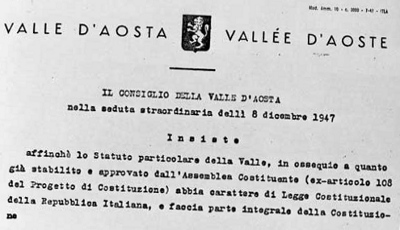 VALLE D'AOSTA VALLÉE D'AOSTE
IL CONSIGLIO DELLA VALLE D'AOSTA
nella seduta straordinaria delli 8 dicembre 1947
Insiste
affinchè lo Statuto particolare della Valle, in ossequio a quanto
già stabilito e approvato dall'Assemblea Costituente (ex-articolo 108
del Progetto di Costituzione) abbia carattere di Legge Costituzionale
della Repubblica Italiana, e faccia parte integrale della Costituzio-
ne